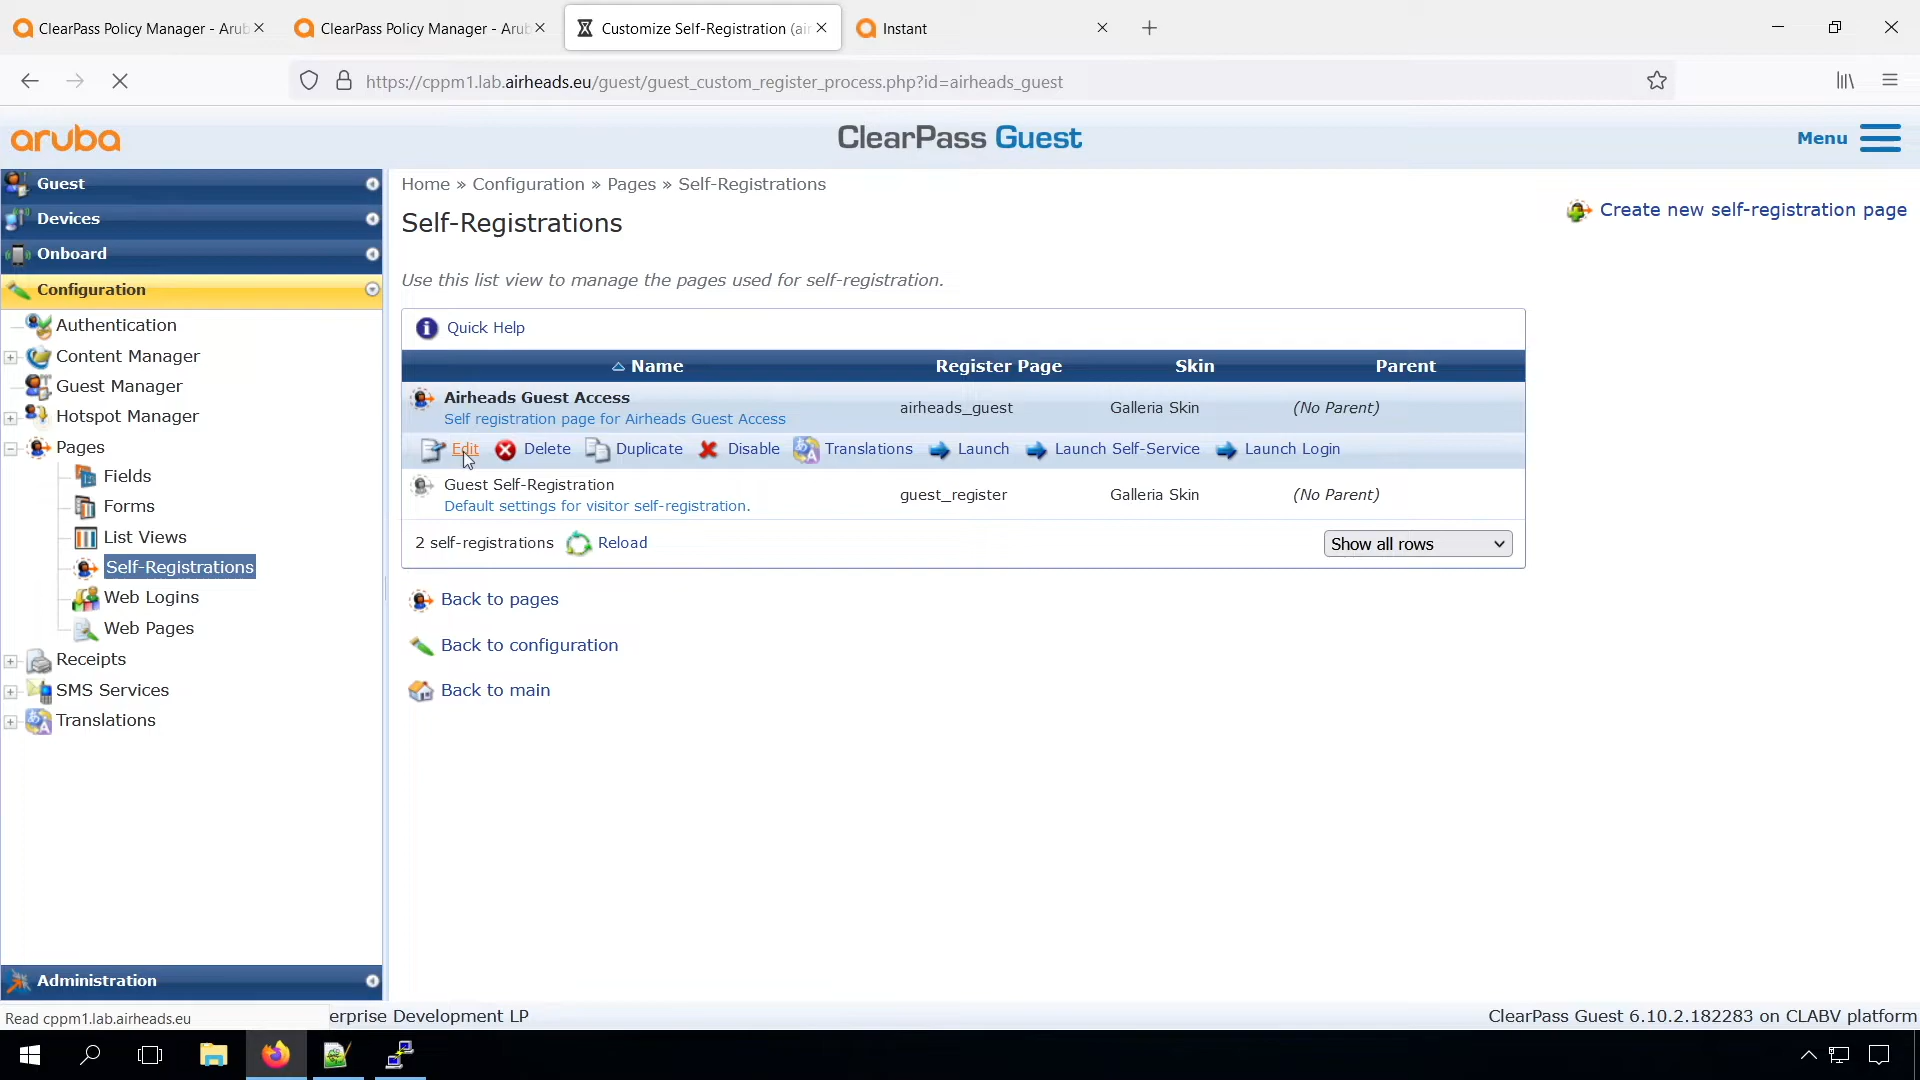 ClearPass Policy Manager - Arub
ClearPass Policy Manager - Arub
Customize Self-Registration (air
Instant
https://cppm1.lab.airheads.eu/guest/guest_custom_register_process.php?id=airheads_guest
aruba
ClearPass Guest
Menu
Guest
Devices
Onboard
Configuration
Authentication
Content Manager
Guest Manager
Hotspot Manager
Pages
Fields
Forms
List Views
Self-Registrations
Web Logins
Web Pages
Receipts
SMS Services
Translations
Administration
Home » Configuration » Pages » Self-Registrations
Self-Registrations
Create new self-registration page
Use this list view to manage the pages used for self-registration.
Quick Help
Name Register Page Skin Parent
Airheads Guest Access
Self registration page for Airheads Guest Access
airheads_guest Galleria Skin (No Parent)
Edit Delete Duplicate Disable Translations Launch Launch Self-Service Launch Login
Guest Self-Registration
Default settings for visitor self-registration.
guest_register Galleria Skin (No Parent)
2 self-registrations Reload Show all rows
Back to pages
Back to configuration
Back to main
Read cppm1.lab.airheads.eu
erprise Development LP
ClearPass Guest 6.10.2.182283 on CLABV platform